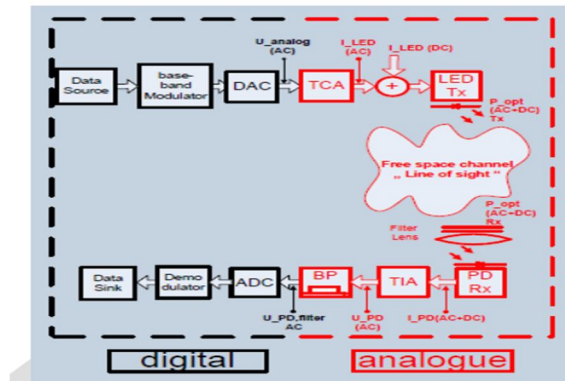 U_analog
(AC)
I_LED
(AC)
I_LED (DC)
Data
Source
base-
band
Modulator
DAC
TCA
+
LED
Tx
P_opt
(AC+DC)
Tx
Free space channel
„ Line of sight “
P_opt
(AC+DC)
Rx
Filter
Lens
Data
Sink
Demo
dulator
ADC
BP
TIA
PD
Rx
U_PD,filter
AC
U_PD
(AC)
I_PD(AC+DC)
digital
analogue